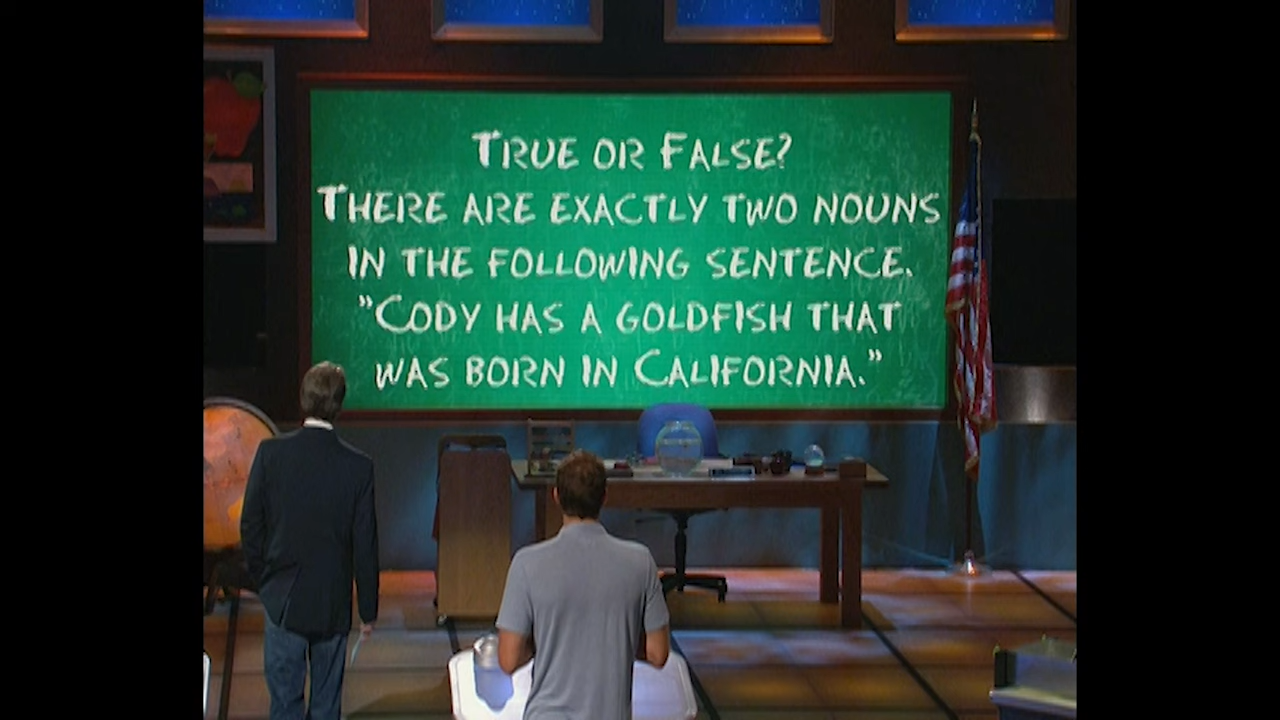 TRUE OR FALSE?
THERE ARE EXACTLY TWO NOUNS
IN THE FOLLOWING SENTENCE.
"CODY HAS A GOLDFISH THAT
WAS BORN IN CALIFORNIA."